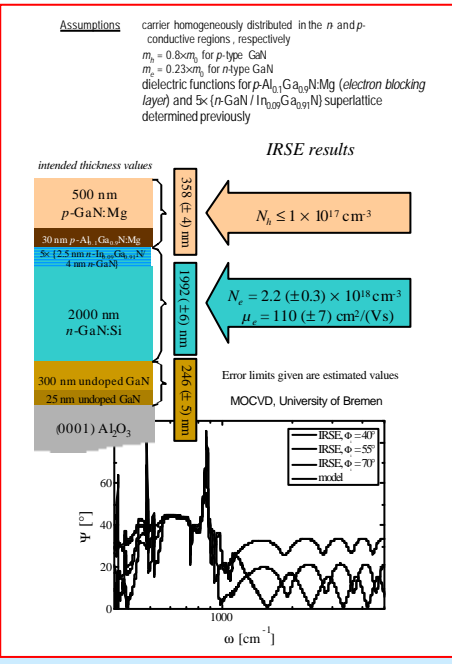 Assumptions carrier homogeneously distributed in the n- and p-
conductive regions, respectively
m_h = 0.8×m_0 for p-type GaN
m_e = 0.23×m_0 for n-type GaN
dielectric functions for p-Al0.1Ga0.9N:Mg (electron blocking
layer) and 5× {n-GaN / In0.09Ga0.91N} superlattice
determined previously
IRSE results
intended thickness values
500 nm
p-GaN:Mg
30 nm p-Al0.1Ga0.9N:Mg
5× {2.5 nm n-In0.09Ga0.91N/
4 nm n-GaN}
2000 nm
n-GaN:Si
300 nm undoped GaN
25 nm undoped GaN
(0001) Al2O3
358 (± 4) nm
1992 (± 6) nm
246 (± 5) nm
N_h ≤ 1 × 10^17 cm^-3
N_e = 2.2 (±0.3) × 10^18 cm^-3
μ_e = 110 (± 7) cm²/(Vs)
Error limits given are estimated values
MOCVD, University of Bremen
IRSE, Φ = 40°
IRSE, Φ = 55°
IRSE, Φ = 70°
model
60
40
20
0
Ψ [°]
1000
ω [cm^-1]